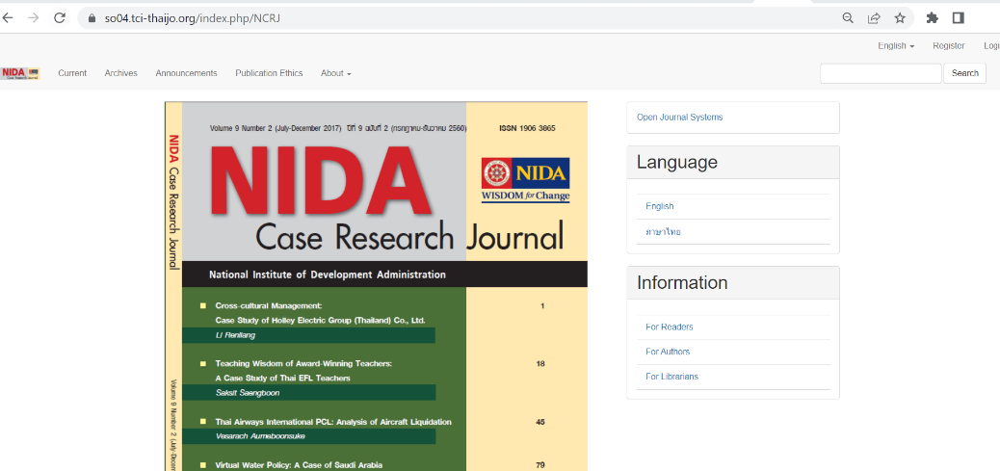 so04.tci-thaijo.org/index.php/NCRJ
English
Register
Logi
NIDA
Current
Archives
Announcements
Publication Ethics
About
Search
Volume 9 Number 2 (July-December 2017) ปีที่ 9 ฉบับที่ 2 (กรกฎาคม-ธันวาคม 2560)
ISSN 1906 3865
NIDA
NIDA
WISDOM for Change
Case Research Journal
National Institute of Development Administration
Cross-cultural Management:
1
Case Study of Holley Electric Group (Thailand) Co., Ltd.
LI Renliang
Teaching Wisdom of Award-Winning Teachers:
18
A Case Study of Thai EFL Teachers
Saksit Saengboon
Thai Airways International PCL: Analysis of Aircraft Liquidation
45
Vesarach Aumeboonsuke
Virtual Water Policy: A Case of Saudi Arabia
79
NIDA Case Research Journal
Volume 9 Number 2 (July-Decem
Open Journal Systems
Language
English
ภาษาไทย
Information
For Readers
For Authors
For Librarians